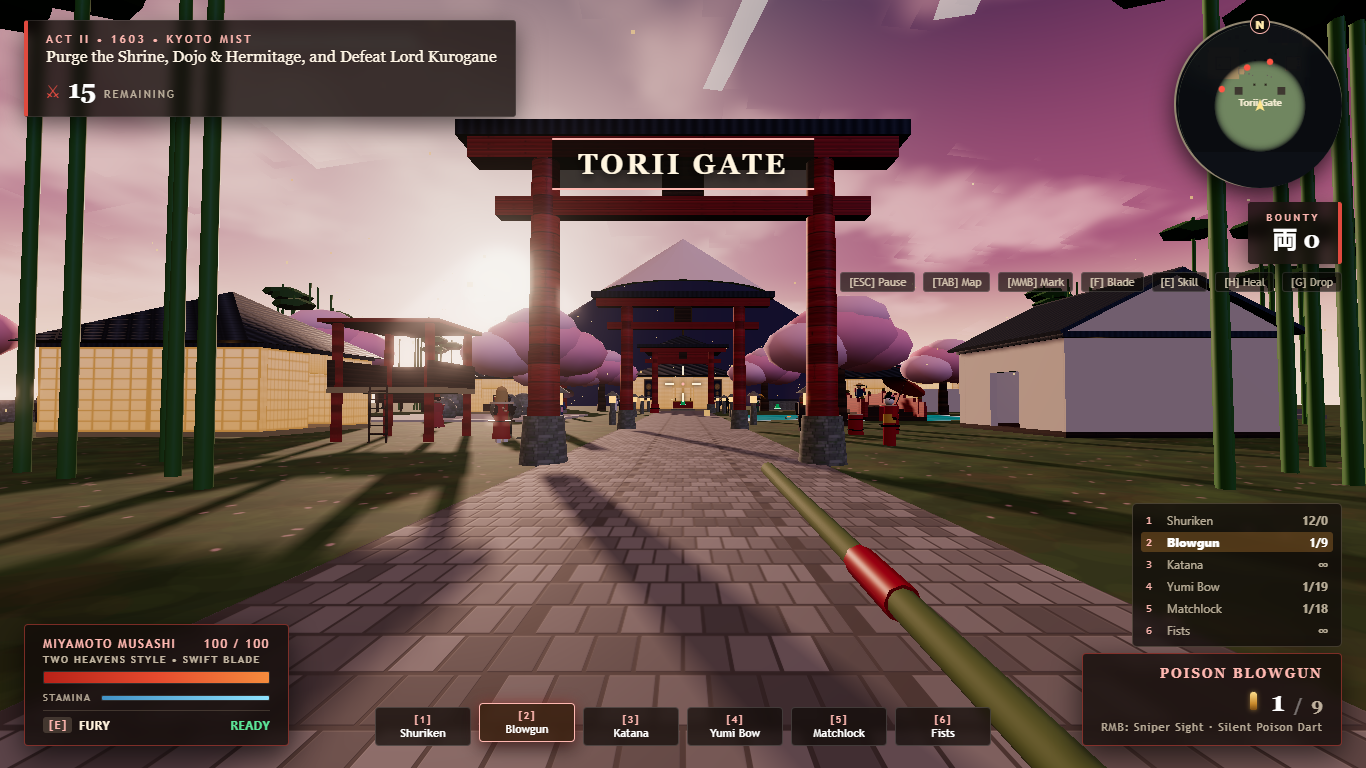 ACT II • 1603 • KYOTO MIST
Purge the Shrine, Dojo & Hermitage, and Defeat Lord Kurogane
15 REMAINING
N
Torii Gate
TORII GATE
BOUNTY
両 0
[ESC] Pause [TAB] Map [MMB] Mark [F] Blade [E] Skill [H] Heal [G] Drop
1 Shuriken 12/0
2 Blowgun 1/9
3 Katana ∞
4 Yumi Bow 1/19
5 Matchlock 1/18
6 Fists ∞
MIYAMOTO MUSASHI 100 / 100
TWO HEAVENS STYLE • SWIFT BLADE
STAMINA
[E] FURY READY
[1] [2] [3] [4] [5] [6]
Shuriken Blowgun Katana Yumi Bow Matchlock Fists
POISON BLOWGUN
1 / 9
RMB: Sniper Sight · Silent Poison Dart